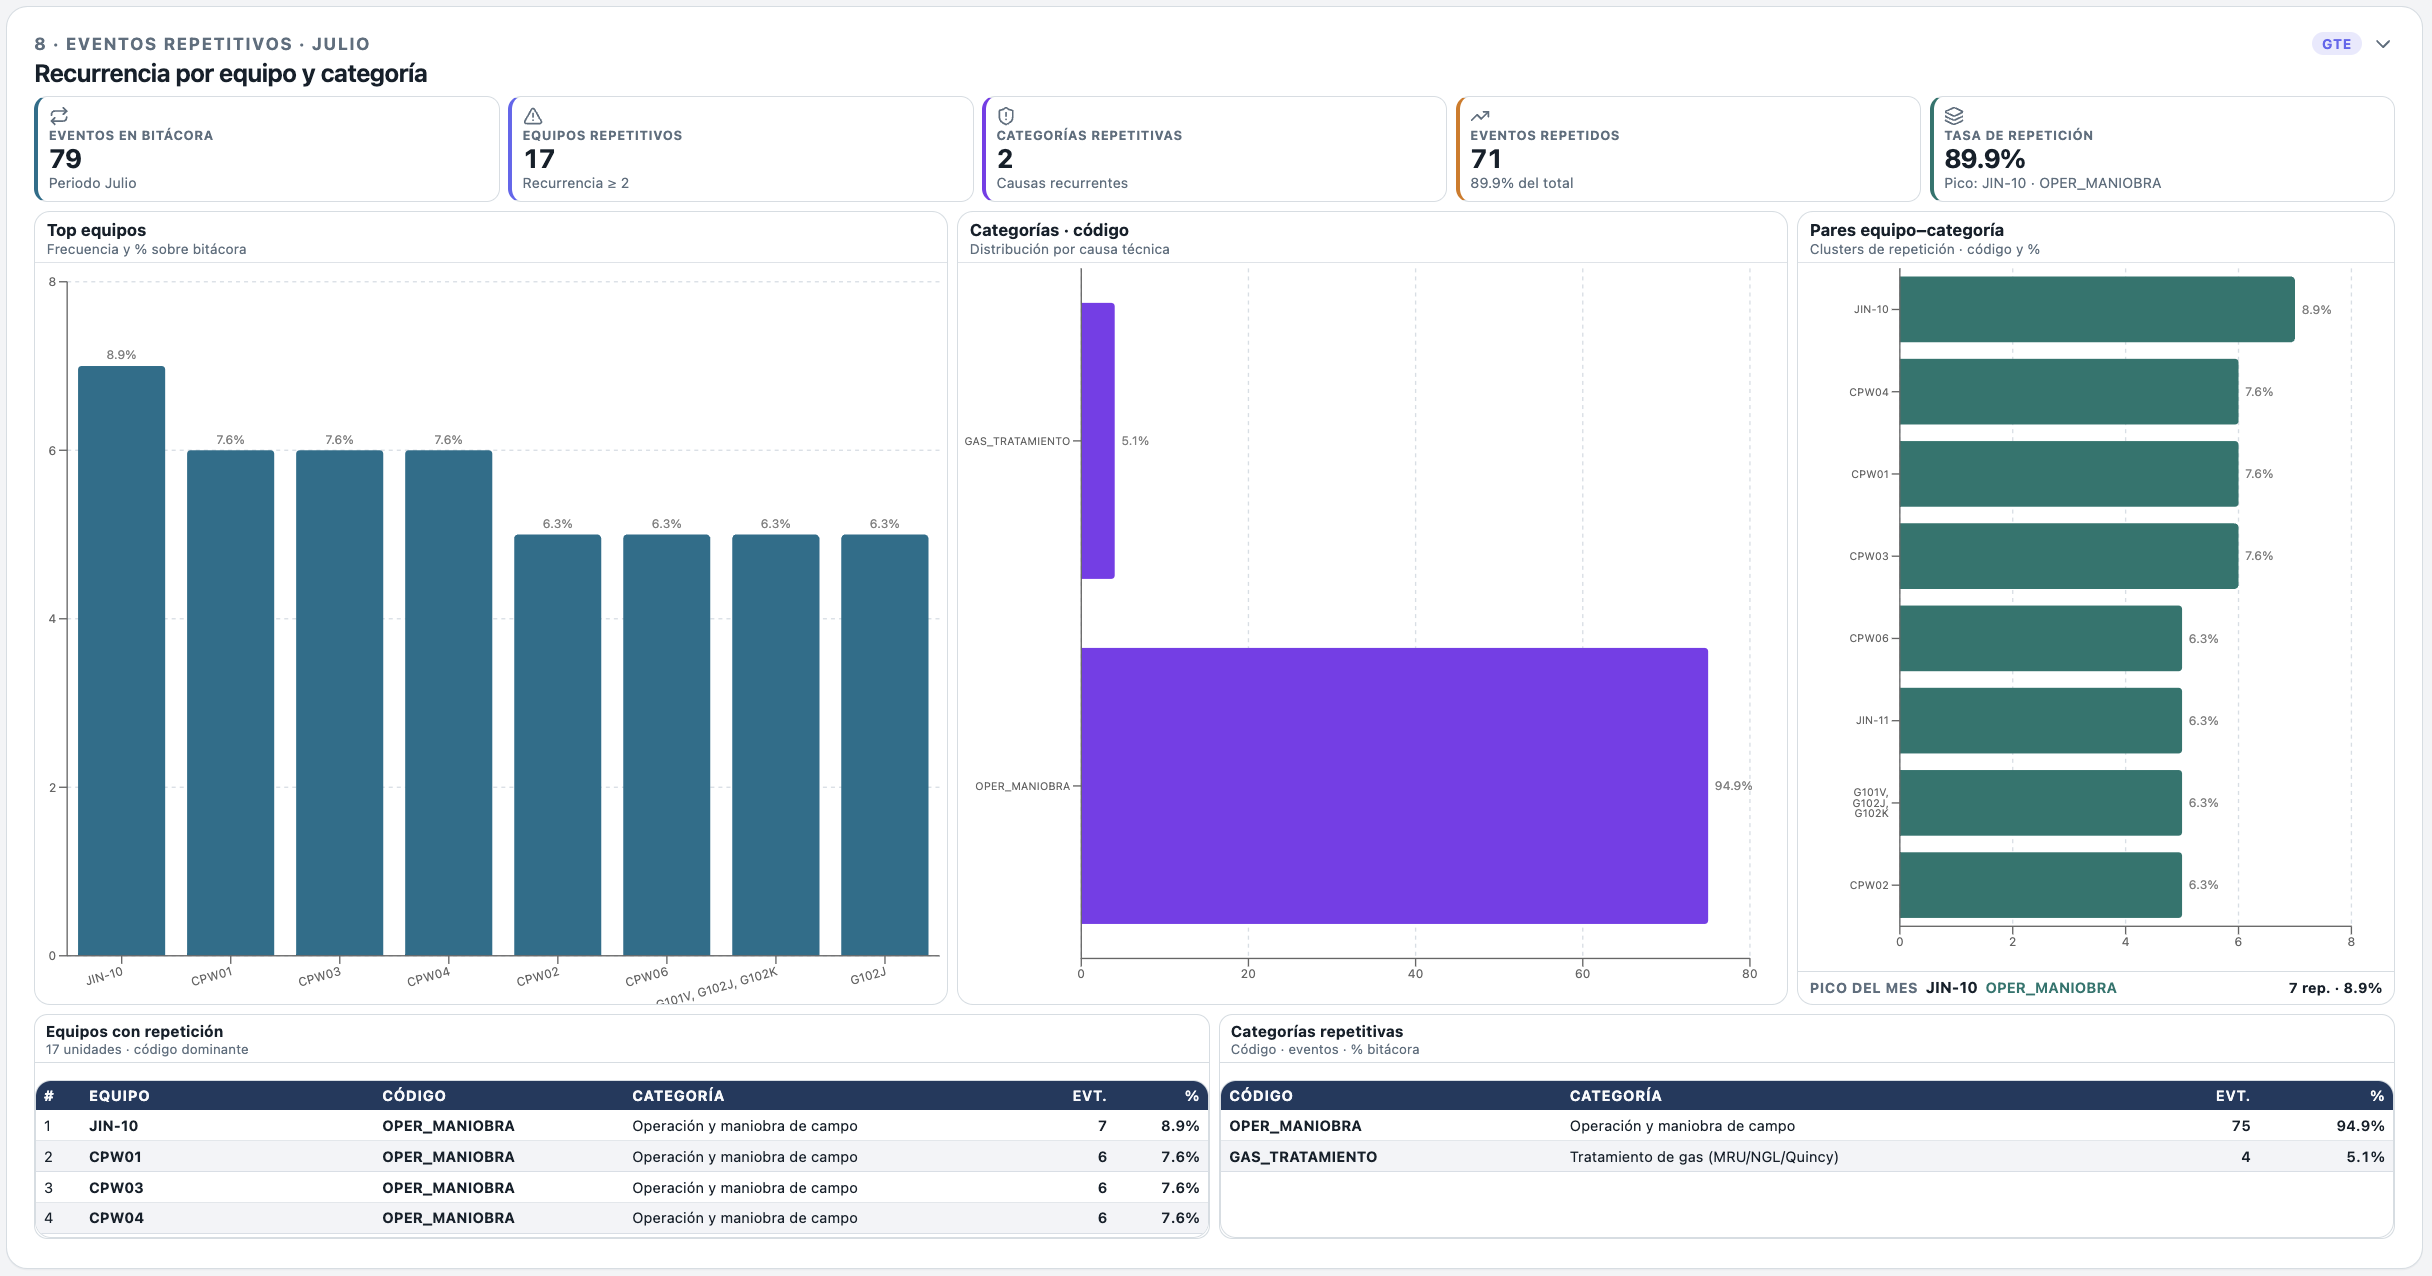 8 · EVENTOS REPETITIVOS · JULIO
GTE
Recurrencia por equipo y categoría
EVENTOS EN BITÁCORA
79
Periodo Julio
EQUIPOS REPETITIVOS
17
Recurrencia ≥ 2
CATEGORÍAS REPETITIVAS
2
Causas recurrentes
EVENTOS REPETIDOS
71
89.9% del total
TASA DE REPETICIÓN
89.9%
Pico: JIN-10 · OPER_MANIOBRA
Top equipos
Frecuencia y % sobre bitácora
8
6
4
2
0
8.9%
7.6%
7.6%
7.6%
6.3%
6.3%
6.3%
6.3%
JIN-10
CPW01
CPW03
CPW04
CPW02
CPW06
G101V, G102J, G102K
G102J
Categorías · código
Distribución por causa técnica
GAS_TRATAMIENTO
5.1%
OPER_MANIOBRA
94.9%
0
20
40
60
80
Pares equipo–categoría
Clusters de repetición · código y %
JIN-10
8.9%
CPW04
7.6%
CPW01
7.6%
CPW03
7.6%
CPW06
6.3%
JIN-11
6.3%
G101V,
G102J,
G102K
6.3%
CPW02
6.3%
0
2
4
6
8
PICO DEL MES JIN-10 OPER_MANIOBRA 7 rep. · 8.9%
Equipos con repetición
17 unidades · código dominante
# EQUIPO CÓDIGO CATEGORÍA EVT. %
1 JIN-10 OPER_MANIOBRA Operación y maniobra de campo 7 8.9%
2 CPW01 OPER_MANIOBRA Operación y maniobra de campo 6 7.6%
3 CPW03 OPER_MANIOBRA Operación y maniobra de campo 6 7.6%
4 CPW04 OPER_MANIOBRA Operación y maniobra de campo 6 7.6%
Categorías repetitivas
Código · eventos · % bitácora
CÓDIGO CATEGORÍA EVT. %
OPER_MANIOBRA Operación y maniobra de campo 75 94.9%
GAS_TRATAMIENTO Tratamiento de gas (MRU/NGL/Quincy) 4 5.1%